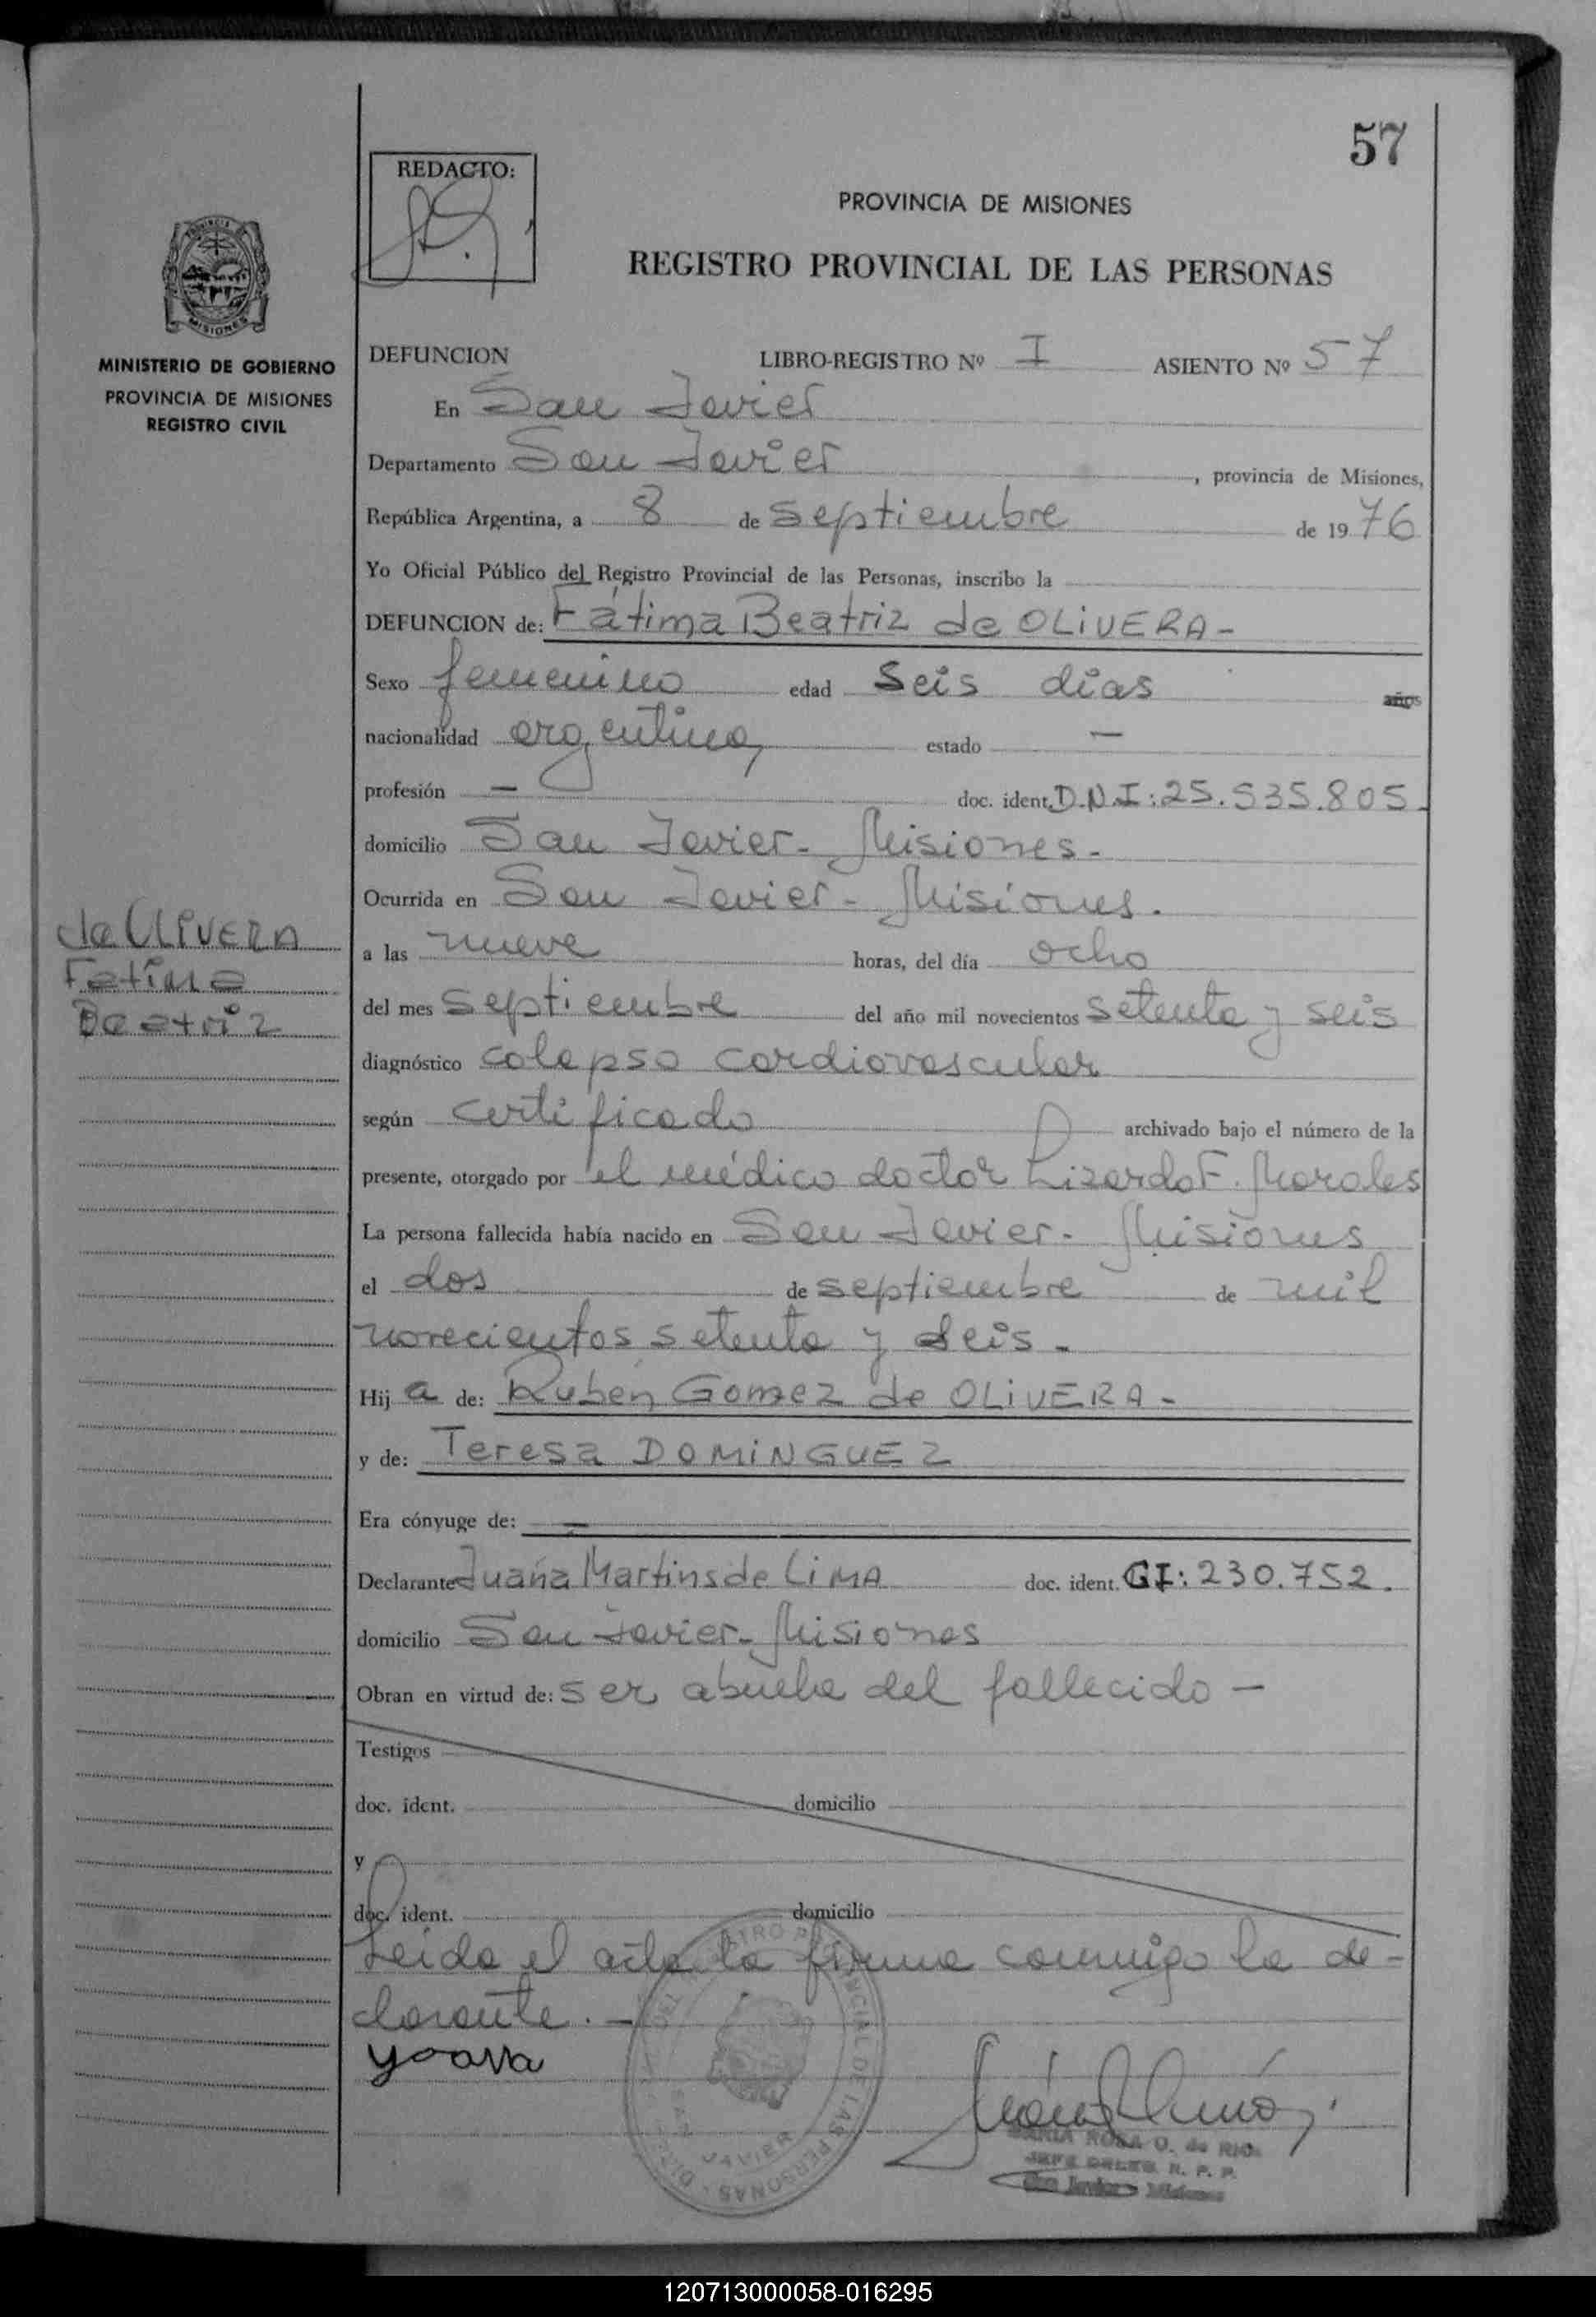 57
REDACTO:
PROVINCIA DE MISIONES
REGISTRO PROVINCIAL DE LAS PERSONAS
MISIONES
MINISTERIO DE GOBIERNO
PROVINCIA DE MISIONES
REGISTRO CIVIL
DEFUNCION LIBRO-REGISTRO Nº I ASIENTO Nº 57
En San Javier
Departamento San Javier, provincia de Misiones,
República Argentina, a 8 de septiembre de 1976
Yo Oficial Público del Registro Provincial de las Personas, inscribo la
DEFUNCION de: Fátima Beatriz de OLIVERA-
Sexo femenino edad seis días años
nacionalidad argentina estado —
profesión — doc. ident. D.N.I: 25.535.805.
domicilio San Javier- Misiones-
Ocurrida en San Javier- Misiones.
a las nueve horas, del día ocho
del mes septiembre del año mil novecientos setenta y seis
diagnóstico colapso cardiovascular
según certificado archivado bajo el número de la
presente, otorgado por el médico doctor Lizardo F. Morales
La persona fallecida había nacido en San Javier- Misiones
el dos de septiembre de mil
novecientos setenta y seis-
Hija de: Rubén Gomez de OLIVERA-
y de: Teresa DOMINGUEZ
Era cónyuge de: —
Declarante Juana Martins de LIMA doc. ident. CI: 230.752.
domicilio San Javier- Misiones
Obran en virtud de: ser abuela del fallecido —
Testigos
doc. ident. domicilio
y
doc. ident. domicilio
Leída el acta la firma conmigo la de-
clarante. —
yoana
MARIA ROSA O. de RIO
JEFE DELEG. R. P. P.
San Javier - Misiones
de OLIVERA
Fatima
Beatriz
SAN JAVIER
120713000058-016295